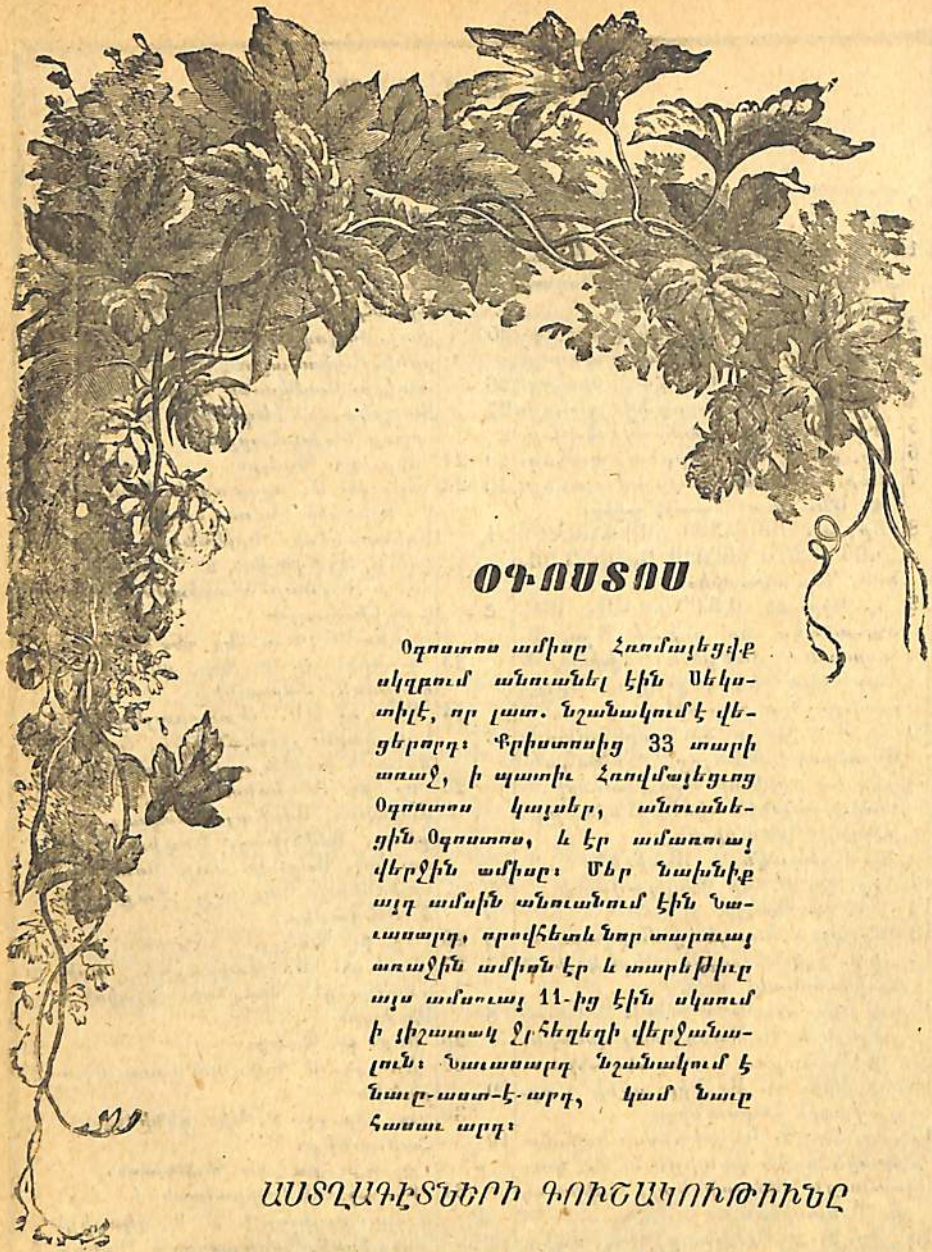 ՕԳՈՍՏՈՍ
Օգոստոս ամիսը Հռոմայեցիք
սկզբում անուանել էին Սեկս-
տիլէ, որ լատ. նշանակում է վե-
ցերորդ։ Քրիստոսից 33 տարի
առաջ, ի պատիւ Հռովմայեցւոց
Օգոստոս կայսեր, անուանե-
ցին Օգոստոս, և էր ամառուայ
վերջին ամիսը։ Մեր նախնիք
այդ ամսին անուանում էին Նա-
ւասարդ, որովհետև նոր տարուայ
առաջին ամիսն էր և տարեթիւը
այս ամսուայ 11-ից էին սկսում
ի յիշատակ Ջրհեղեղի վերջանա-
լուն։ Նաւասարդ նշանակում է
նաւը-աստ-է-արդ, կամ նաւը
հասաւ արդ։
ԱՍՏՂԱԳԷՏՆԵՐԻ ԳՈՒՇԱԿՈՒԹԻՒՆԸ